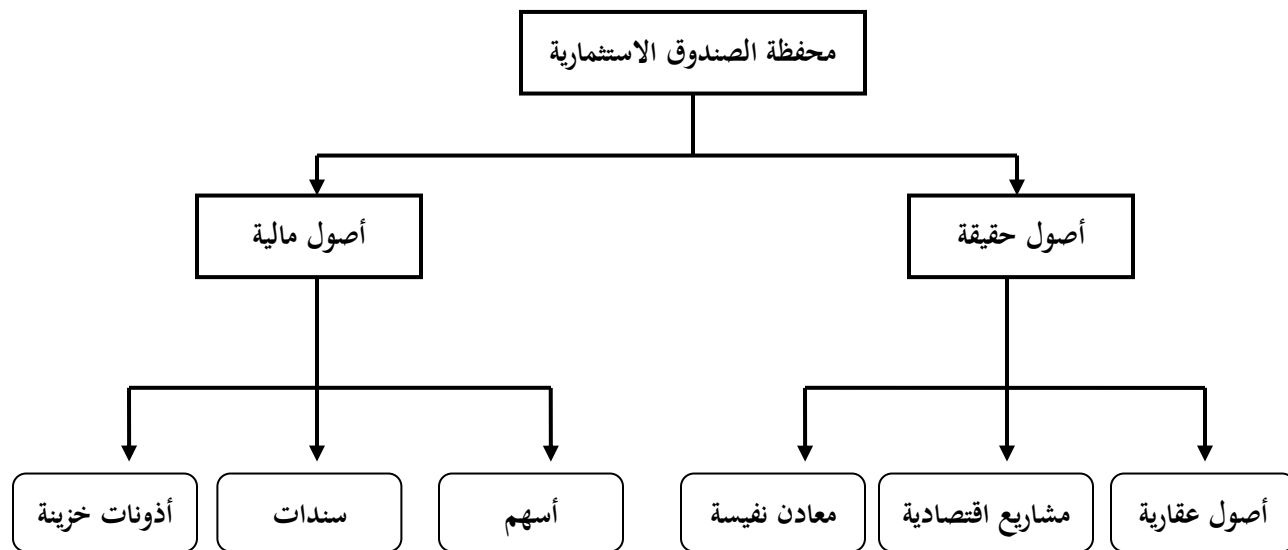 محفظة الصندوق الاستثمارية
أصول حقيقة
أصول مالية
أصول عقارية
مشاريع اقتصادية
معادن نفيسة
أسهم
سندات
أذونات خزينة